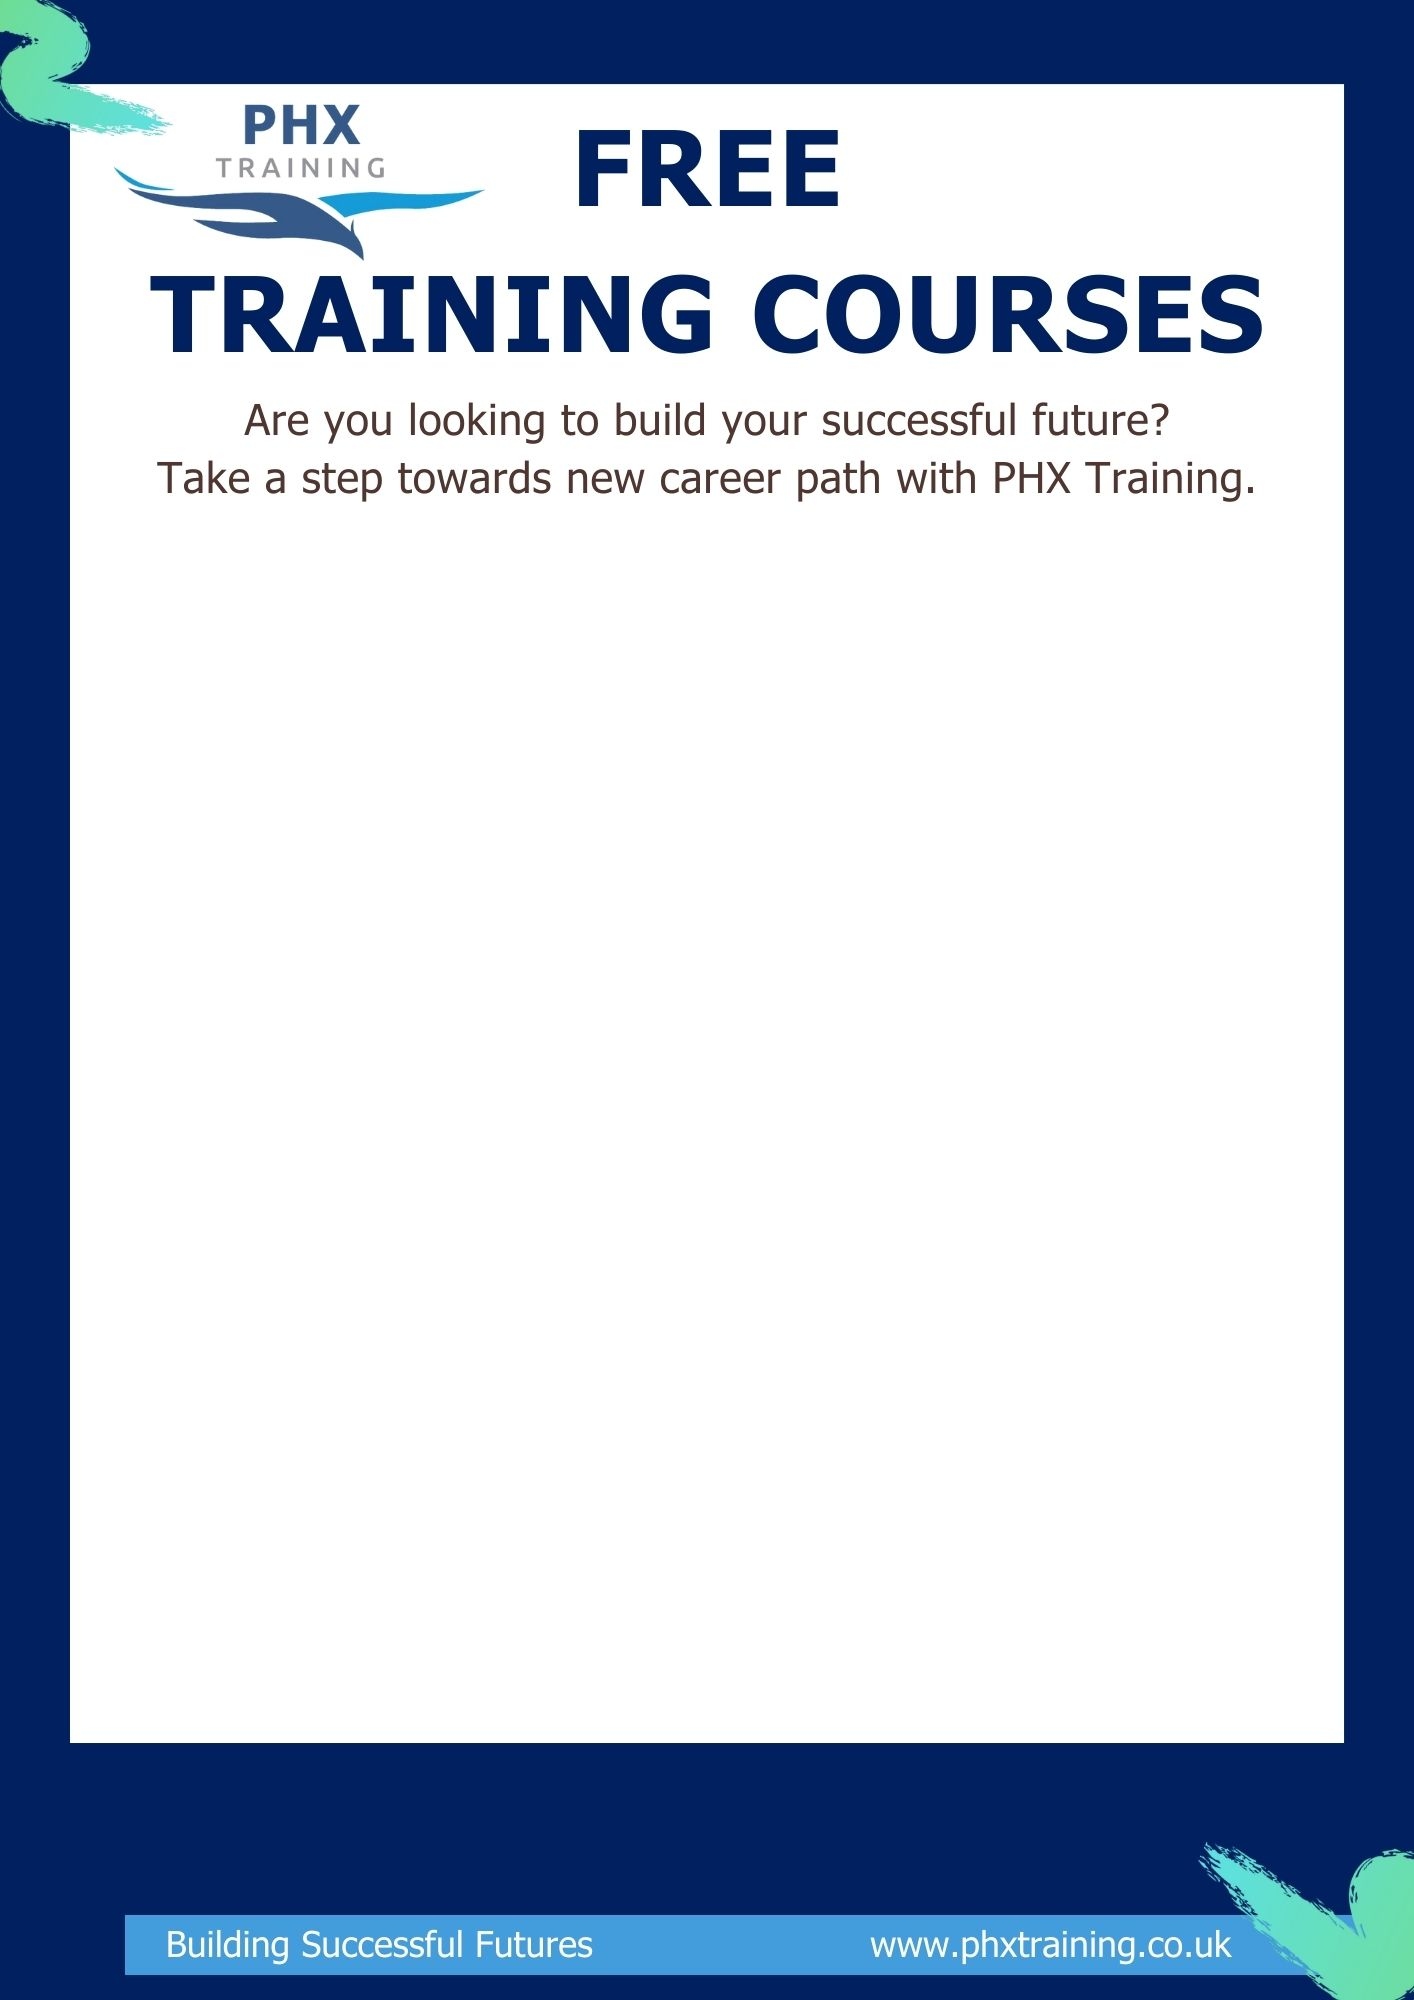 PHX
TRAINING
FREE
TRAINING COURSES
Are you looking to build your successful future?
Take a step towards new career path with PHX Training.
Building Successful Futures
www.phxtraining.co.uk